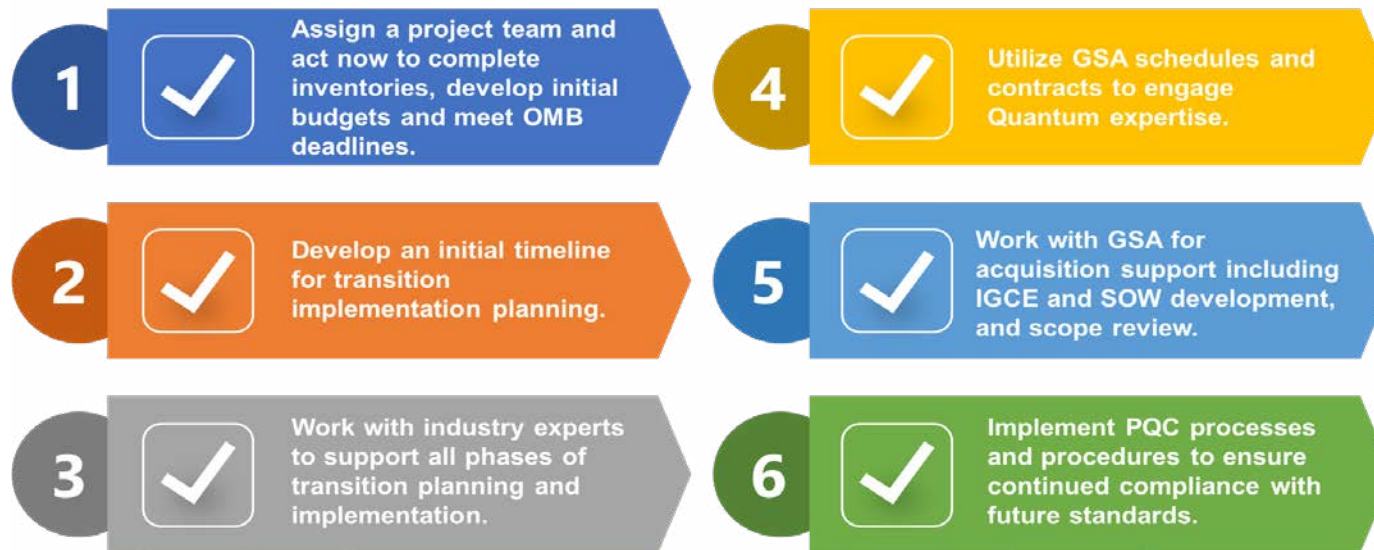 1
Assign a project team and
act now to complete
inventories, develop initial
budgets and meet OMB
deadlines.
2
Develop an initial timeline
for transition
implementation planning.
3
Work with industry experts
to support all phases of
transition planning and
implementation.
4
Utilize GSA schedules and
contracts to engage
Quantum expertise.
5
Work with GSA for
acquisition support including
IGCE and SOW development,
and scope review.
6
Implement PQC processes
and procedures to ensure
continued compliance with
future standards.